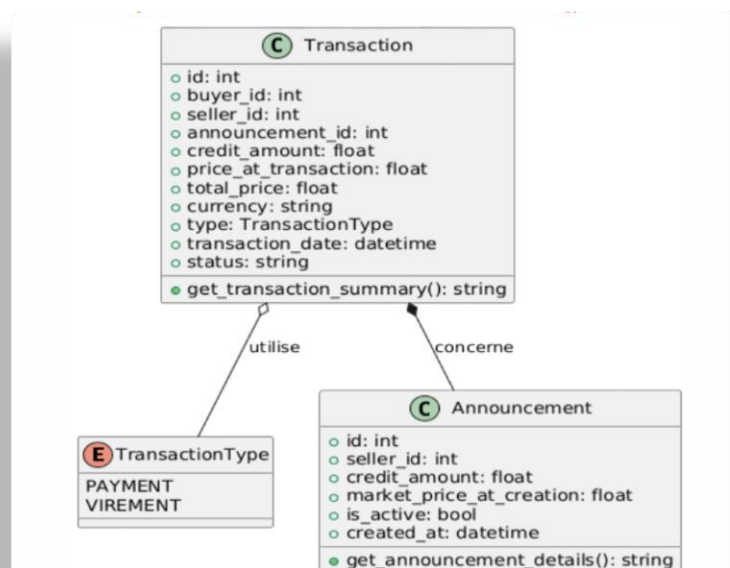 C Transaction
id: int
buyer_id: int
seller_id: int
announcement_id: int
credit_amount: float
price_at_transaction: float
total_price: float
currency: string
type: TransactionType
transaction_date: datetime
status: string
get_transaction_summary(): string
utilise
concerne
E TransactionType
PAYMENT
VIREMENT
C Announcement
id: int
seller_id: int
credit_amount: float
market_price_at_creation: float
is_active: bool
created_at: datetime
get_announcement_details(): string